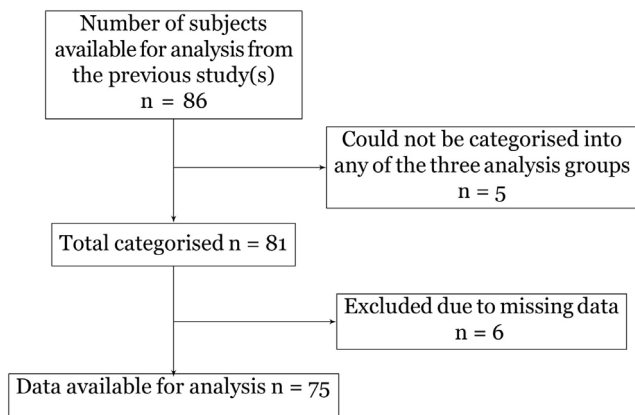 Number of subjects
available for analysis from
the previous study(s)
n = 86
Could not be categorised into
any of the three analysis groups
n = 5
Total categorised n = 81
Excluded due to missing data
n = 6
Data available for analysis n = 75